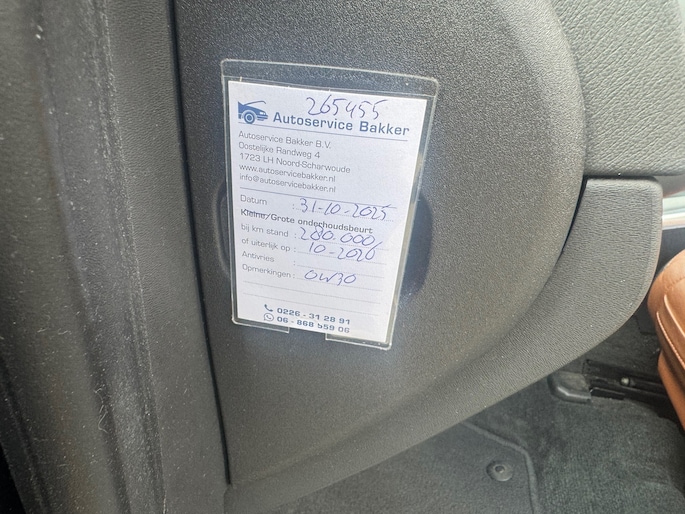 265455
Autoservice Bakker
Autoservice Bakker B.V.
Oostelijke Randweg 4
1723 LH Noord-Scharwoude
www.autoservicebakker.nl
info@autoservicebakker.nl
Datum : 31-10-2025
Kleine/Grote onderhoudsbeurt
bij km stand : 280.000
of uiterlijk op : 10-2026
Antivries :
Opmerkingen : 0W30
0226 - 31 28 91
06 - 868 559 06